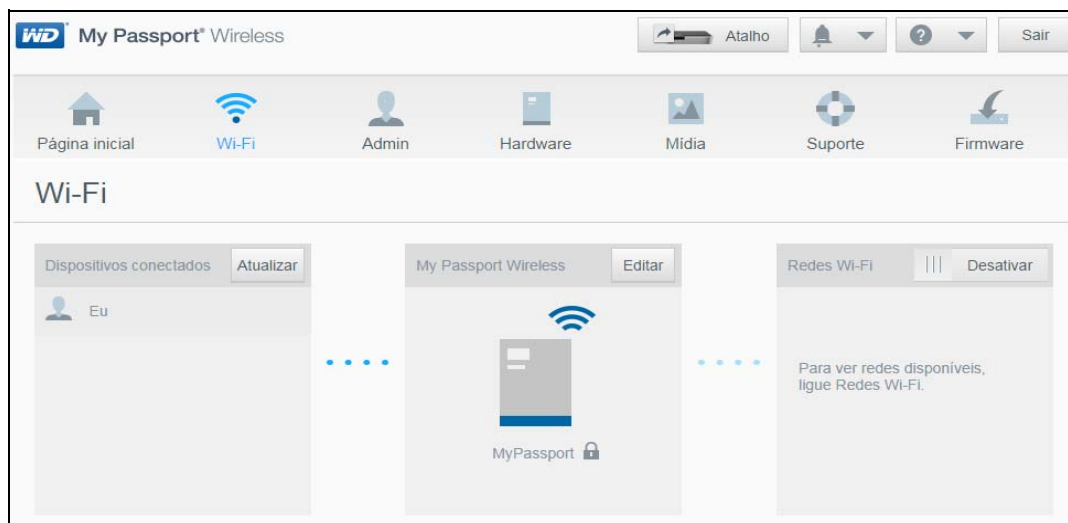 WD My Passport® Wireless
Atalho
?
Sair
Página inicial
Wi-Fi
Admin
Hardware
Mídia
Suporte
Firmware
Wi-Fi
Dispositivos conectados
Atualizar
Eu
My Passport Wireless
Editar
MyPassport
Redes Wi-Fi
Desativar
Para ver redes disponíveis,
ligue Redes Wi-Fi.